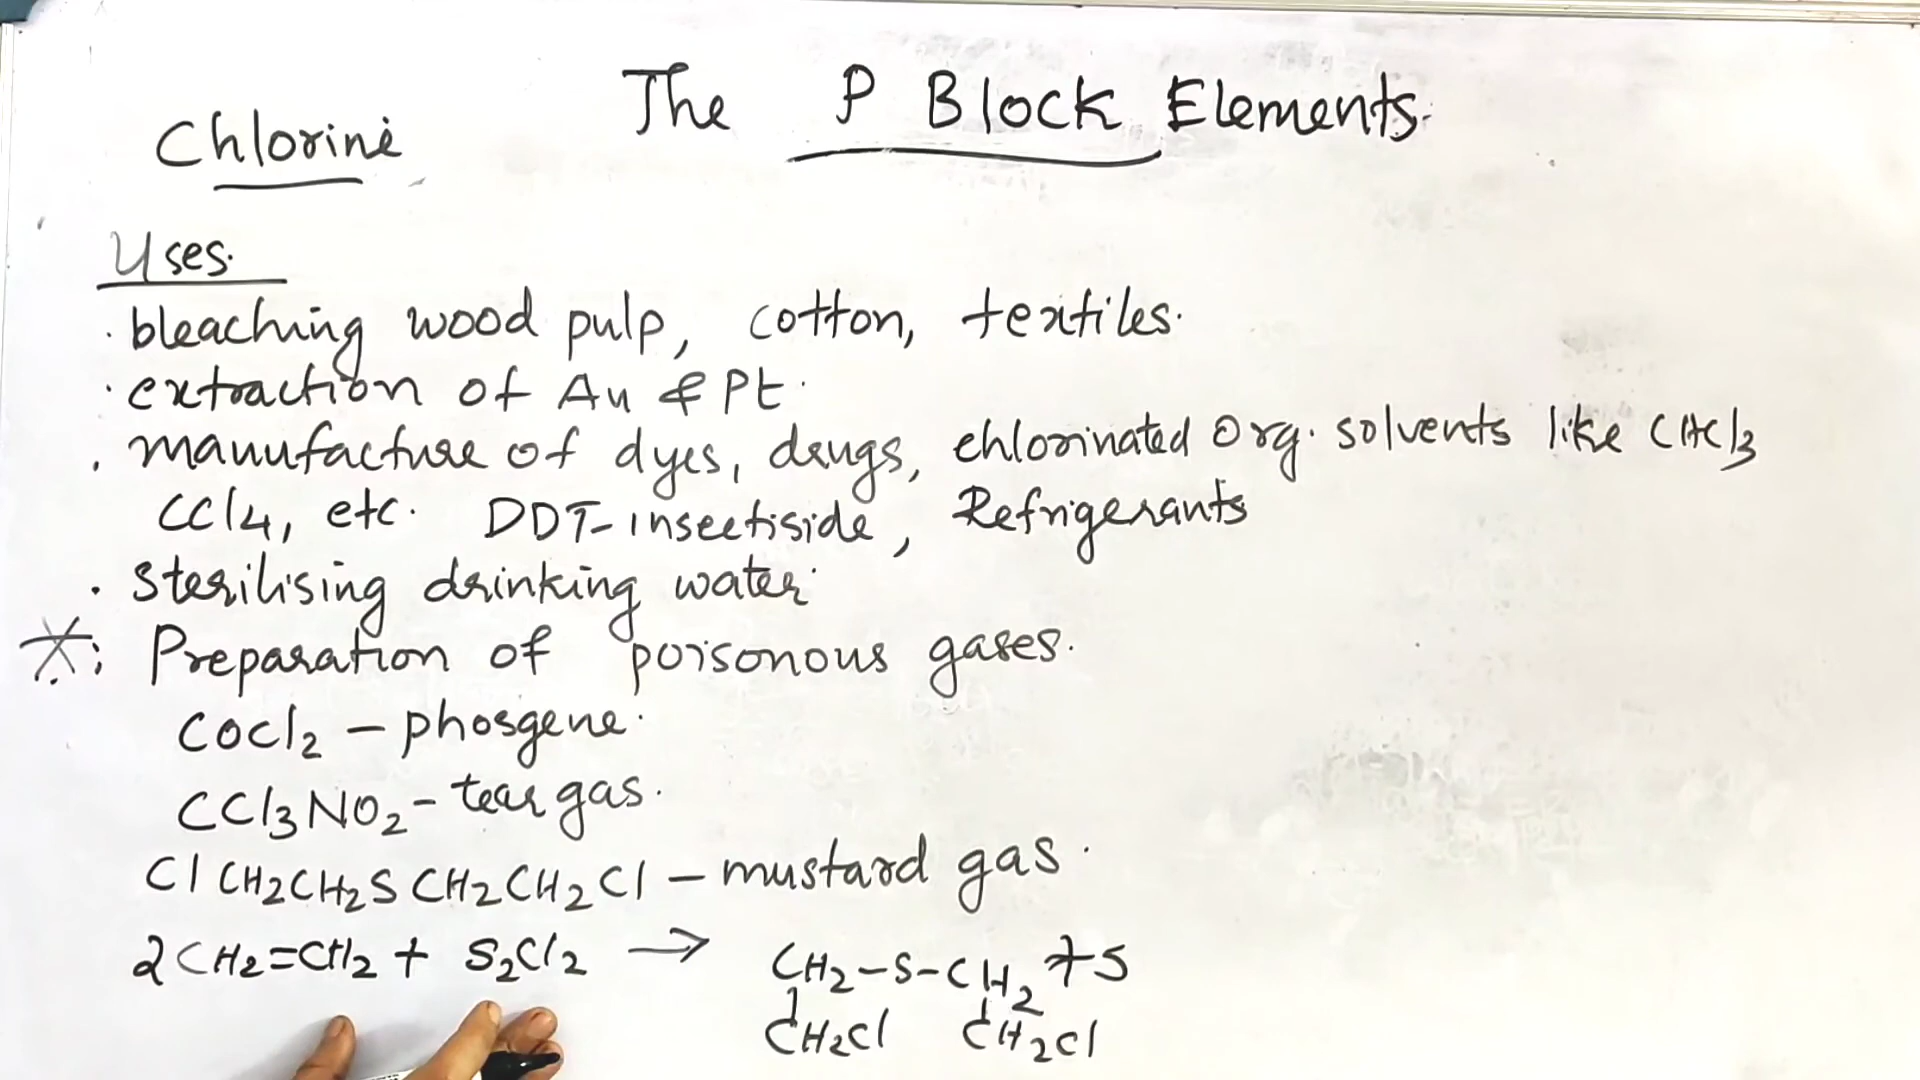 The P Block Elements.
Chlorine
Uses.
. bleaching wood pulp, cotton, textiles.
. extraction of Au & Pt.
. manufacture of dyes, drugs, chlorinated Org. solvents like CHCl3
CCl4, etc. DDT-insectiside, Refrigerants
. Sterilising drinking water.
* Preparation of poisonous gases.
COCl2 - phosgene.
CCl3NO2 - tear gas.
ClCH2CH2SCH2CH2Cl - mustard gas.
2CH2=CH2 + S2Cl2 → CH2-S-CH2 + S
CH2Cl CH2Cl